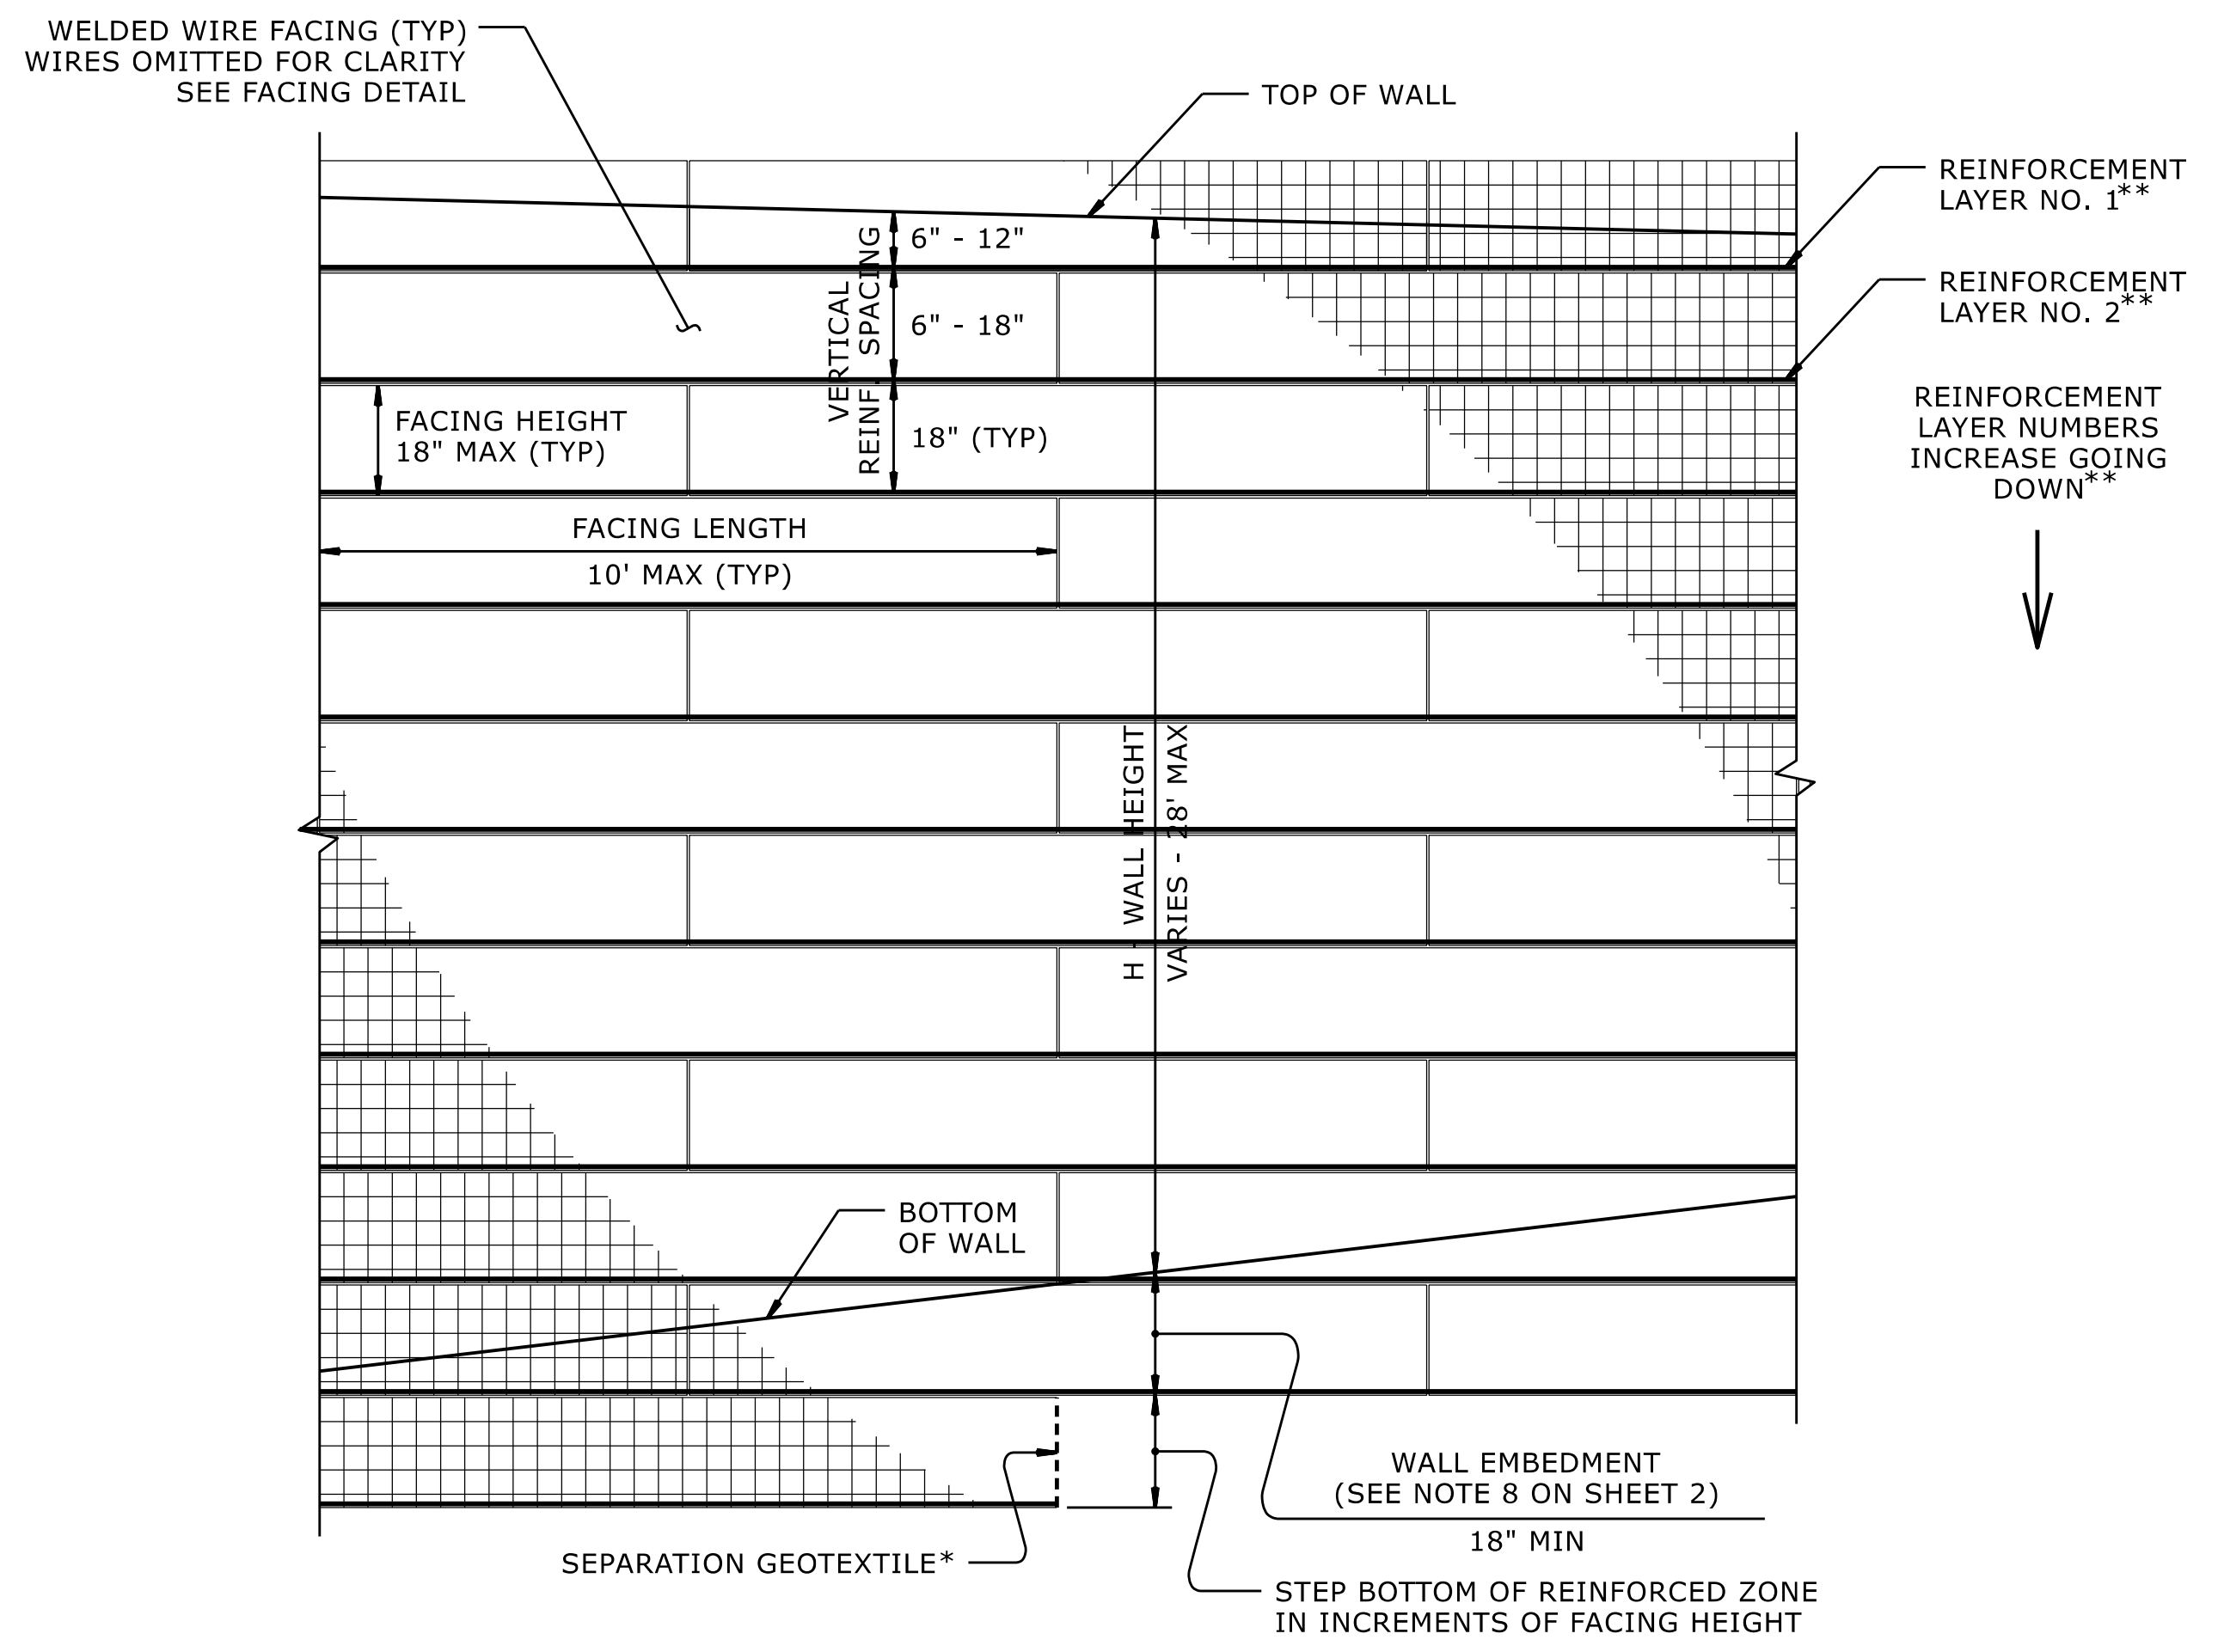 WELDED WIRE FACING (TYP)
WIRES OMITTED FOR CLARITY
SEE FACING DETAIL
TOP OF WALL
REINFORCEMENT
LAYER NO. 1**
REINFORCEMENT
LAYER NO. 2**
REINFORCEMENT
LAYER NUMBERS
INCREASE GOING
DOWN**
VERTICAL
REINF. SPACING
6" - 12"
6" - 18"
18" (TYP)
FACING HEIGHT
18" MAX (TYP)
FACING LENGTH
10' MAX (TYP)
H - WALL HEIGHT
VARIES - 28' MAX
BOTTOM
OF WALL
WALL EMBEDMENT
(SEE NOTE 8 ON SHEET 2)
18" MIN
SEPARATION GEOTEXTILE*
STEP BOTTOM OF REINFORCED ZONE
IN INCREMENTS OF FACING HEIGHT